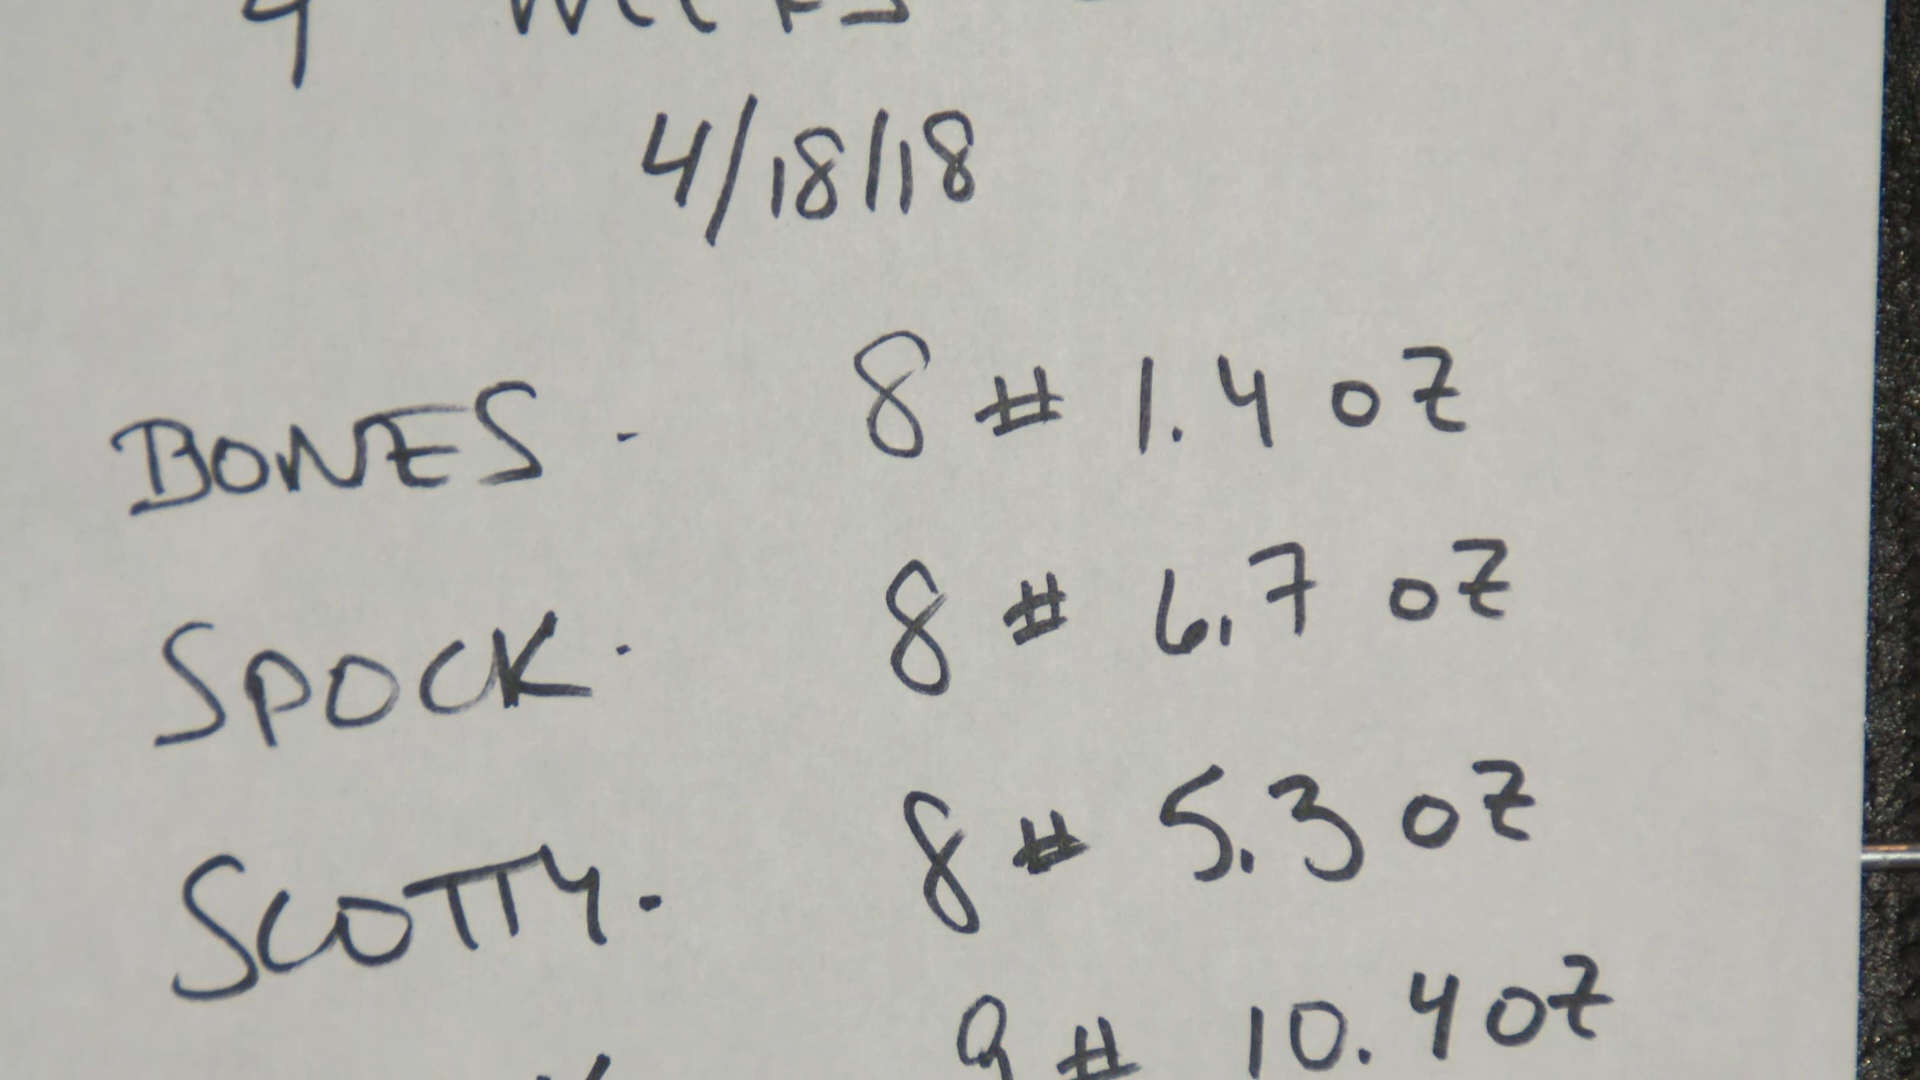 4/18/18
BONES - 8 # 1.4 oz
SPOCK - 8 # 6.7 oz
SCOTTY - 8 # 5.3 oz
# 10.4 oz